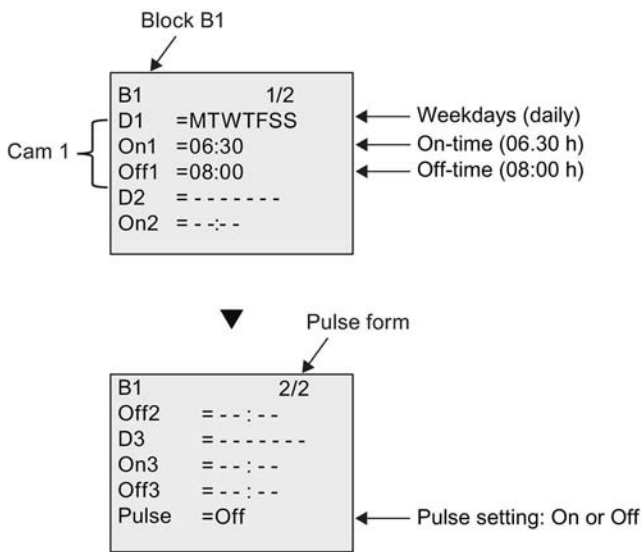 Block B1
B1 1/2
D1 =MTWTFSS
On1 =06:30
Off1 =08:00
D2 = - - - - - - -
On2 = - -:- -
Cam 1
Weekdays (daily)
On-time (06.30 h)
Off-time (08:00 h)
Pulse form
B1 2/2
Off2 = - - : - -
D3 = - - - - - - -
On3 = - - : - -
Off3 = - - : - -
Pulse =Off
Pulse setting: On or Off